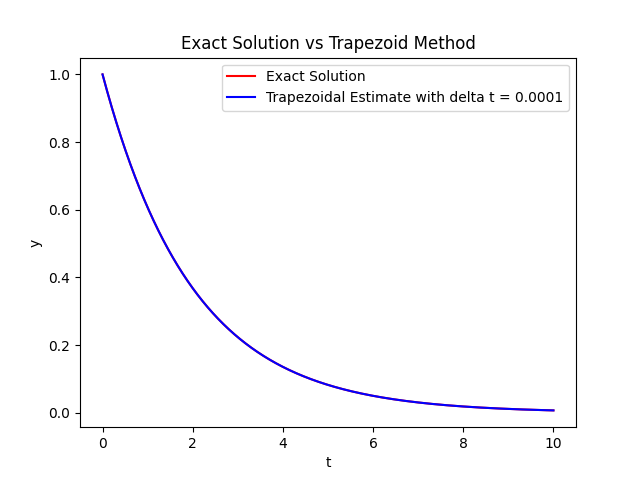 Exact Solution vs Trapezoid Method
Exact Solution
Trapezoidal Estimate with delta t = 0.0001
1.0
0.8
0.6
0.4
0.2
0.0
y
0 2 4 6 8 10
t